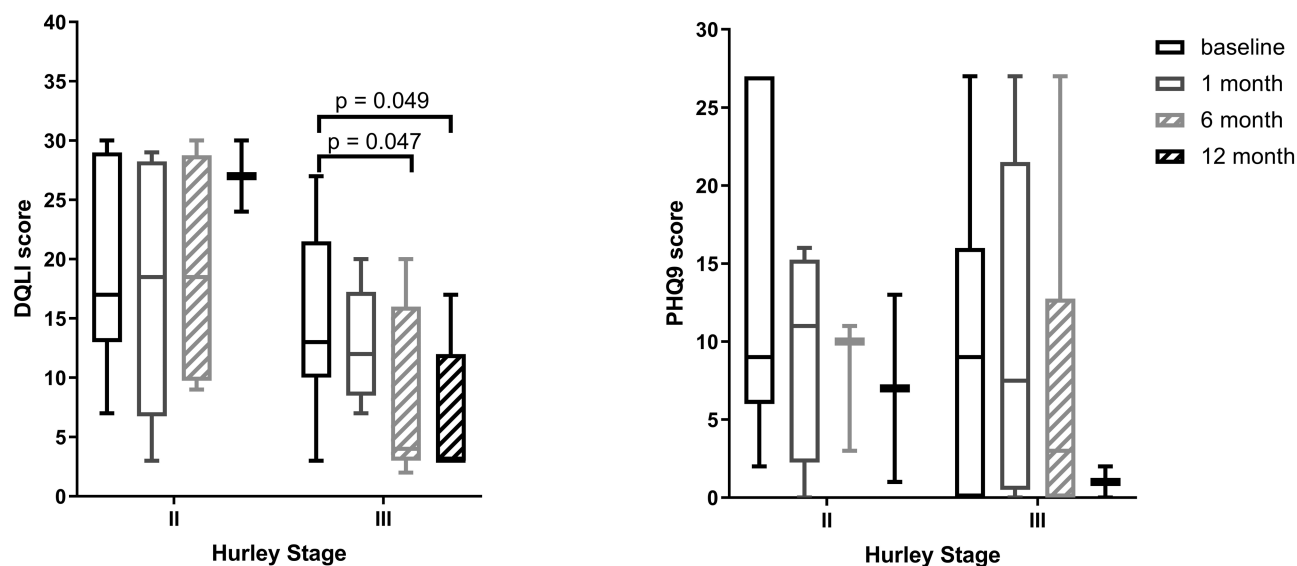 40
35
30
25
20
15
10
5
0
DQLI score
p = 0.049
p = 0.047
II
III
Hurley Stage
30
25
20
15
10
5
0
PHQ9 score
II
III
Hurley Stage
baseline
1 month
6 month
12 month